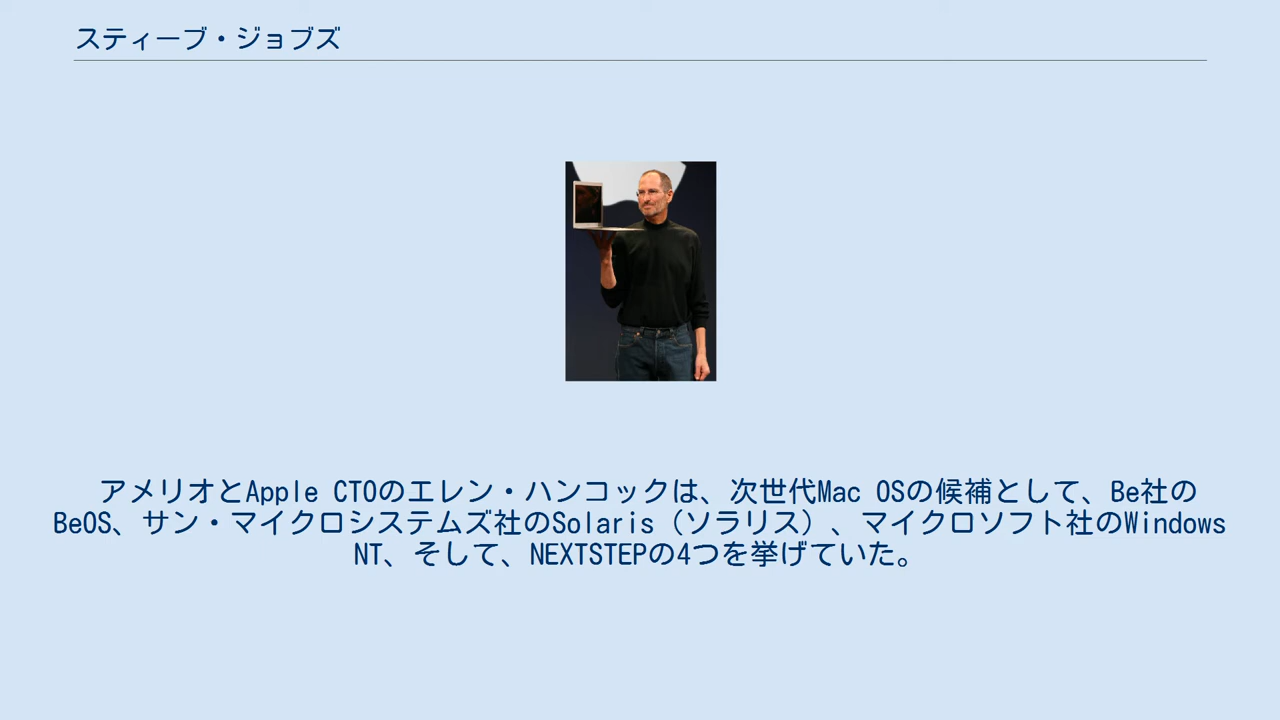 スティーブ・ジョブズ
アメリオとApple CTOのエレン・ハンコックは、次世代Mac OSの候補として、Be社の
BeOS、サン・マイクロシステムズ社のSolaris（ソラリス）、マイクロソフト社のWindows
NT、そして、NEXTSTEPの4つを挙げていた。